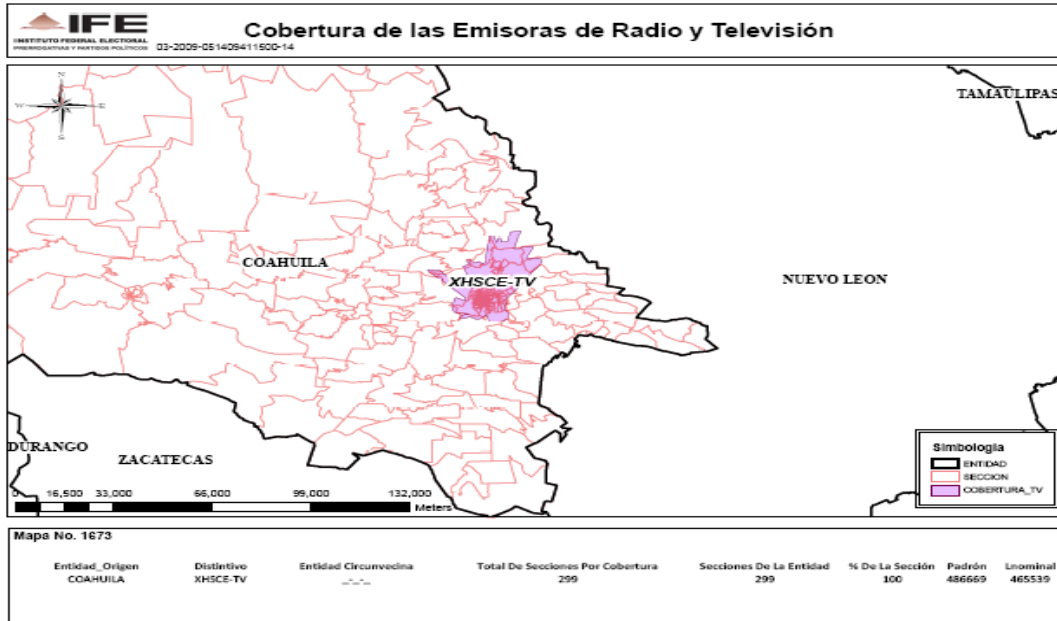 IFE
INSTITUTO FEDERAL ELECTORAL
PRERROGATIVAS Y PARTIDOS POLÍTICOS
03-2009-051409411500-14
Cobertura de las Emisoras de Radio y Televisión
N
W E
S
TAMAULIPAS
COAHUILA
XHSCE-TV
NUEVO LEON
DURANGO
ZACATECAS
0 16,500 33,000 66,000 99,000 132,000
Meters
Simbologia
ENTIDAD
SECCION
COBERTURA_TV
Mapa No. 1673
Entidad_Origen Distintivo Entidad Circunvecina Total De Secciones Por Cobertura Secciones De La Entidad % De La Sección Padrón Lnominal
COAHUILA XHSCE-TV _-_-_ 299 299 100 486669 465539